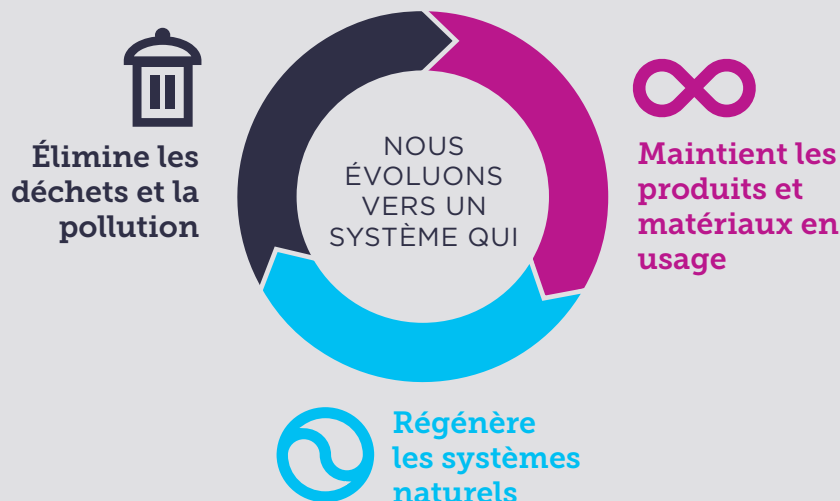 NOUS
ÉVOLUONS
VERS UN
SYSTÈME QUI
Élimine les
déchets et la
pollution
Maintient les
produits et
matériaux en
usage
Régénère
les systèmes
naturels